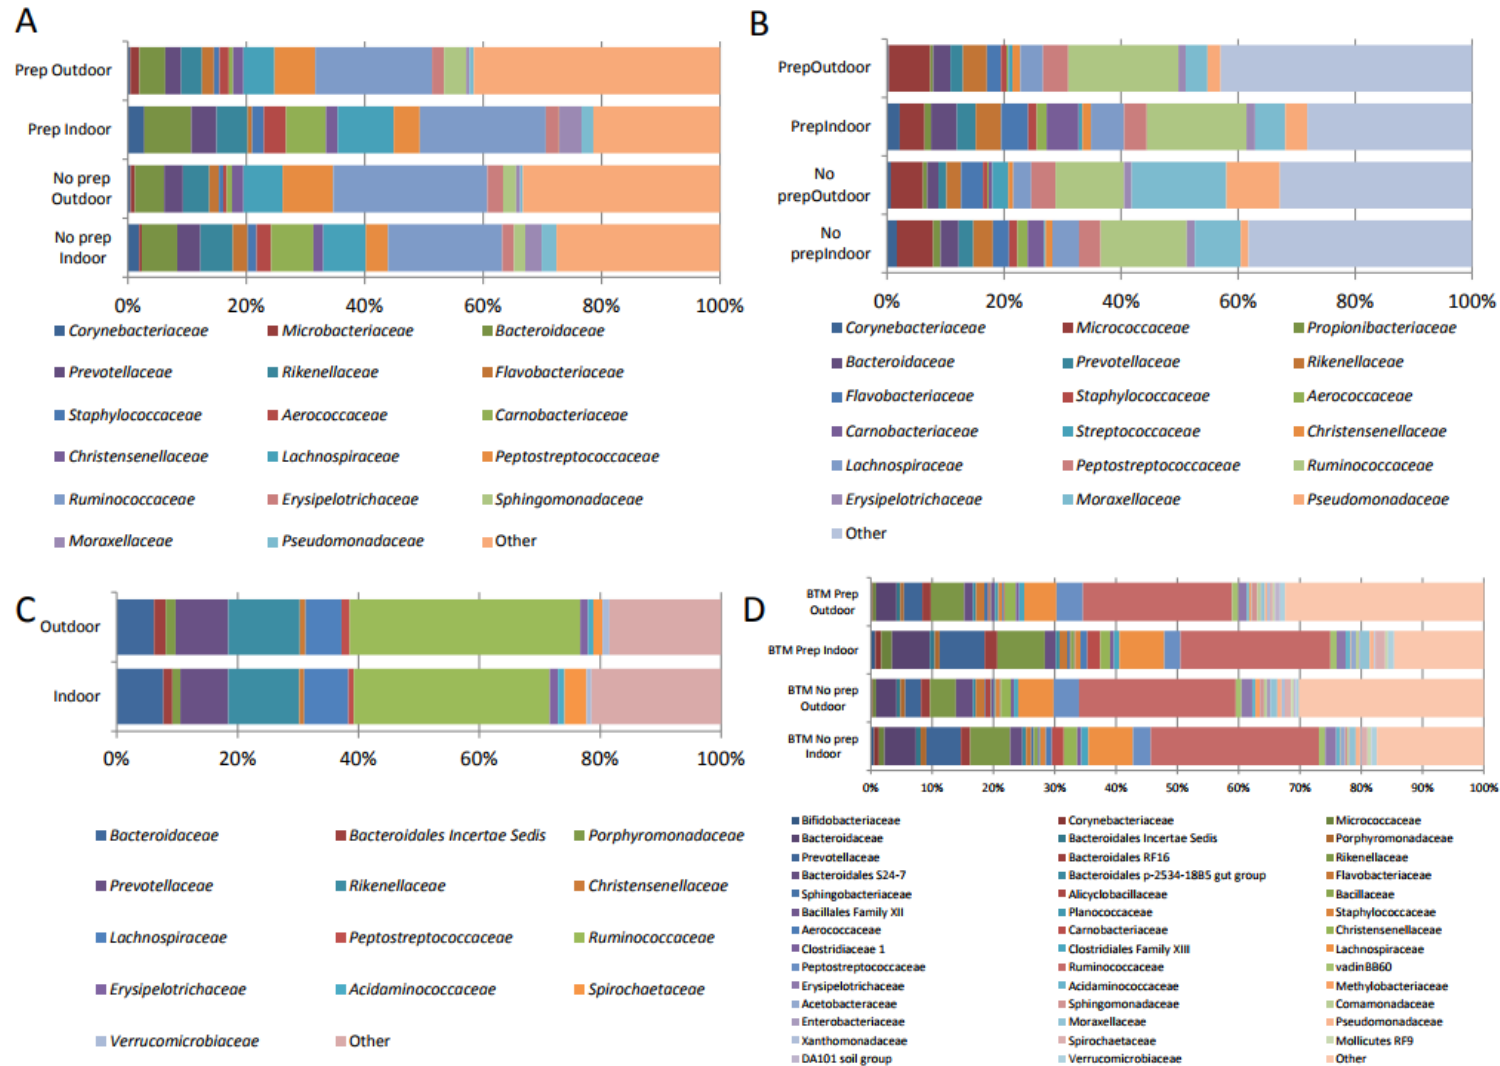 A
Prep Outdoor
Prep Indoor
No prep
Outdoor
No prep
Indoor
0% 20% 40% 60% 80% 100%
Corynebacteriaceae Microbacteriaceae Bacteroidaceae
Prevotellaceae Rikenellaceae Flavobacteriaceae
Staphylococcaceae Aerococcaceae Carnobacteriaceae
Christensenellaceae Lachnospiraceae Peptostreptococcaceae
Ruminococcaceae Erysipelotrichaceae Sphingomonadaceae
Moraxellaceae Pseudomonadaceae Other
B
PrepOutdoor
PrepIndoor
No
prepOutdoor
No
prepIndoor
0% 20% 40% 60% 80% 100%
Corynebacteriaceae Micrococcaceae Propionibacteriaceae
Bacteroidaceae Prevotellaceae Rikenellaceae
Flavobacteriaceae Staphylococcaceae Aerococcaceae
Carnobacteriaceae Streptococcaceae Christensenellaceae
Lachnospiraceae Peptostreptococcaceae Ruminococcaceae
Erysipelotrichaceae Moraxellaceae Pseudomonadaceae
Other
C
Outdoor
Indoor
0% 20% 40% 60% 80% 100%
Bacteroidaceae Bacteroidales Incertae Sedis Porphyromonadaceae
Prevotellaceae Rikenellaceae Christensenellaceae
Lachnospiraceae Peptostreptococcaceae Ruminococcaceae
Erysipelotrichaceae Acidaminococcaceae Spirochaetaceae
Verrucomicrobiaceae Other
D
BTM Prep
Outdoor
BTM Prep Indoor
BTM No prep
Outdoor
BTM No prep
Indoor
0% 10% 20% 30% 40% 50% 60% 70% 80% 90% 100%
Bifidobacteriaceae Corynebacteriaceae Micrococcaceae
Bacteroidaceae Bacteroidales Incertae Sedis Porphyromonadaceae
Prevotellaceae Bacteroidales RF16 Rikenellaceae
Bacteroidales S24-7 Bacteroidales p-2534-18B5 gut group Flavobacteriaceae
Sphingobacteriaceae Alicyclobacillaceae Bacillaceae
Bacillales Family XII Planococcaceae Staphylococcaceae
Aerococcaceae Carnobacteriaceae Christensenellaceae
Clostridiaceae 1 Clostridiales Family XIII Lachnospiraceae
Peptostreptococcaceae Ruminococcaceae vadinBB60
Erysipelotrichaceae Acidaminococcaceae Methylobacteriaceae
Acetobacteraceae Sphingomonadaceae Comamonadaceae
Enterobacteriaceae Moraxellaceae Pseudomonadaceae
Xanthomonadaceae Spirochaetaceae Mollicutes RF9
DA101 soil group Verrucomicrobiaceae Other